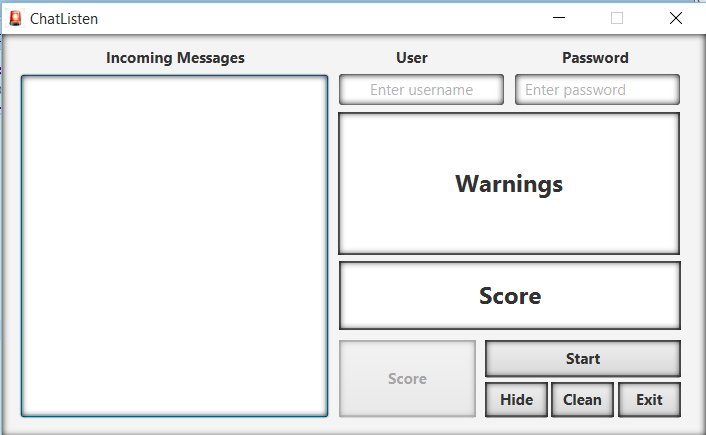 ChatListen
Incoming Messages
User
Password
Enter username
Enter password
Warnings
Score
Score
Start
Hide
Clean
Exit